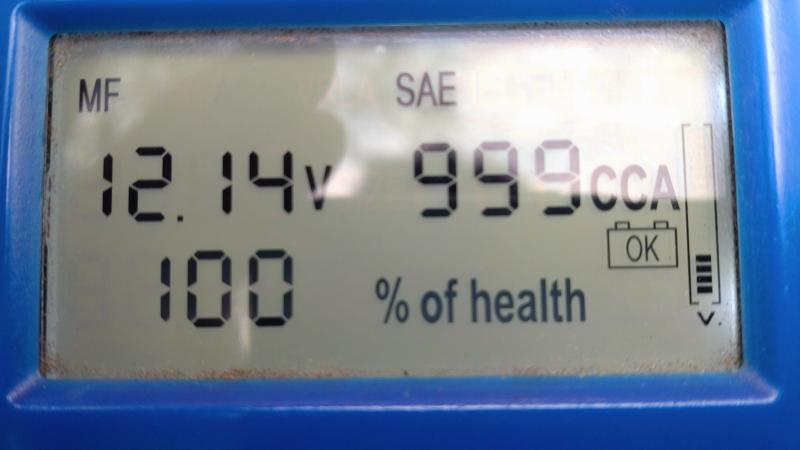 MF SAE
12.14V 999CCA
OK
100 % of health
V